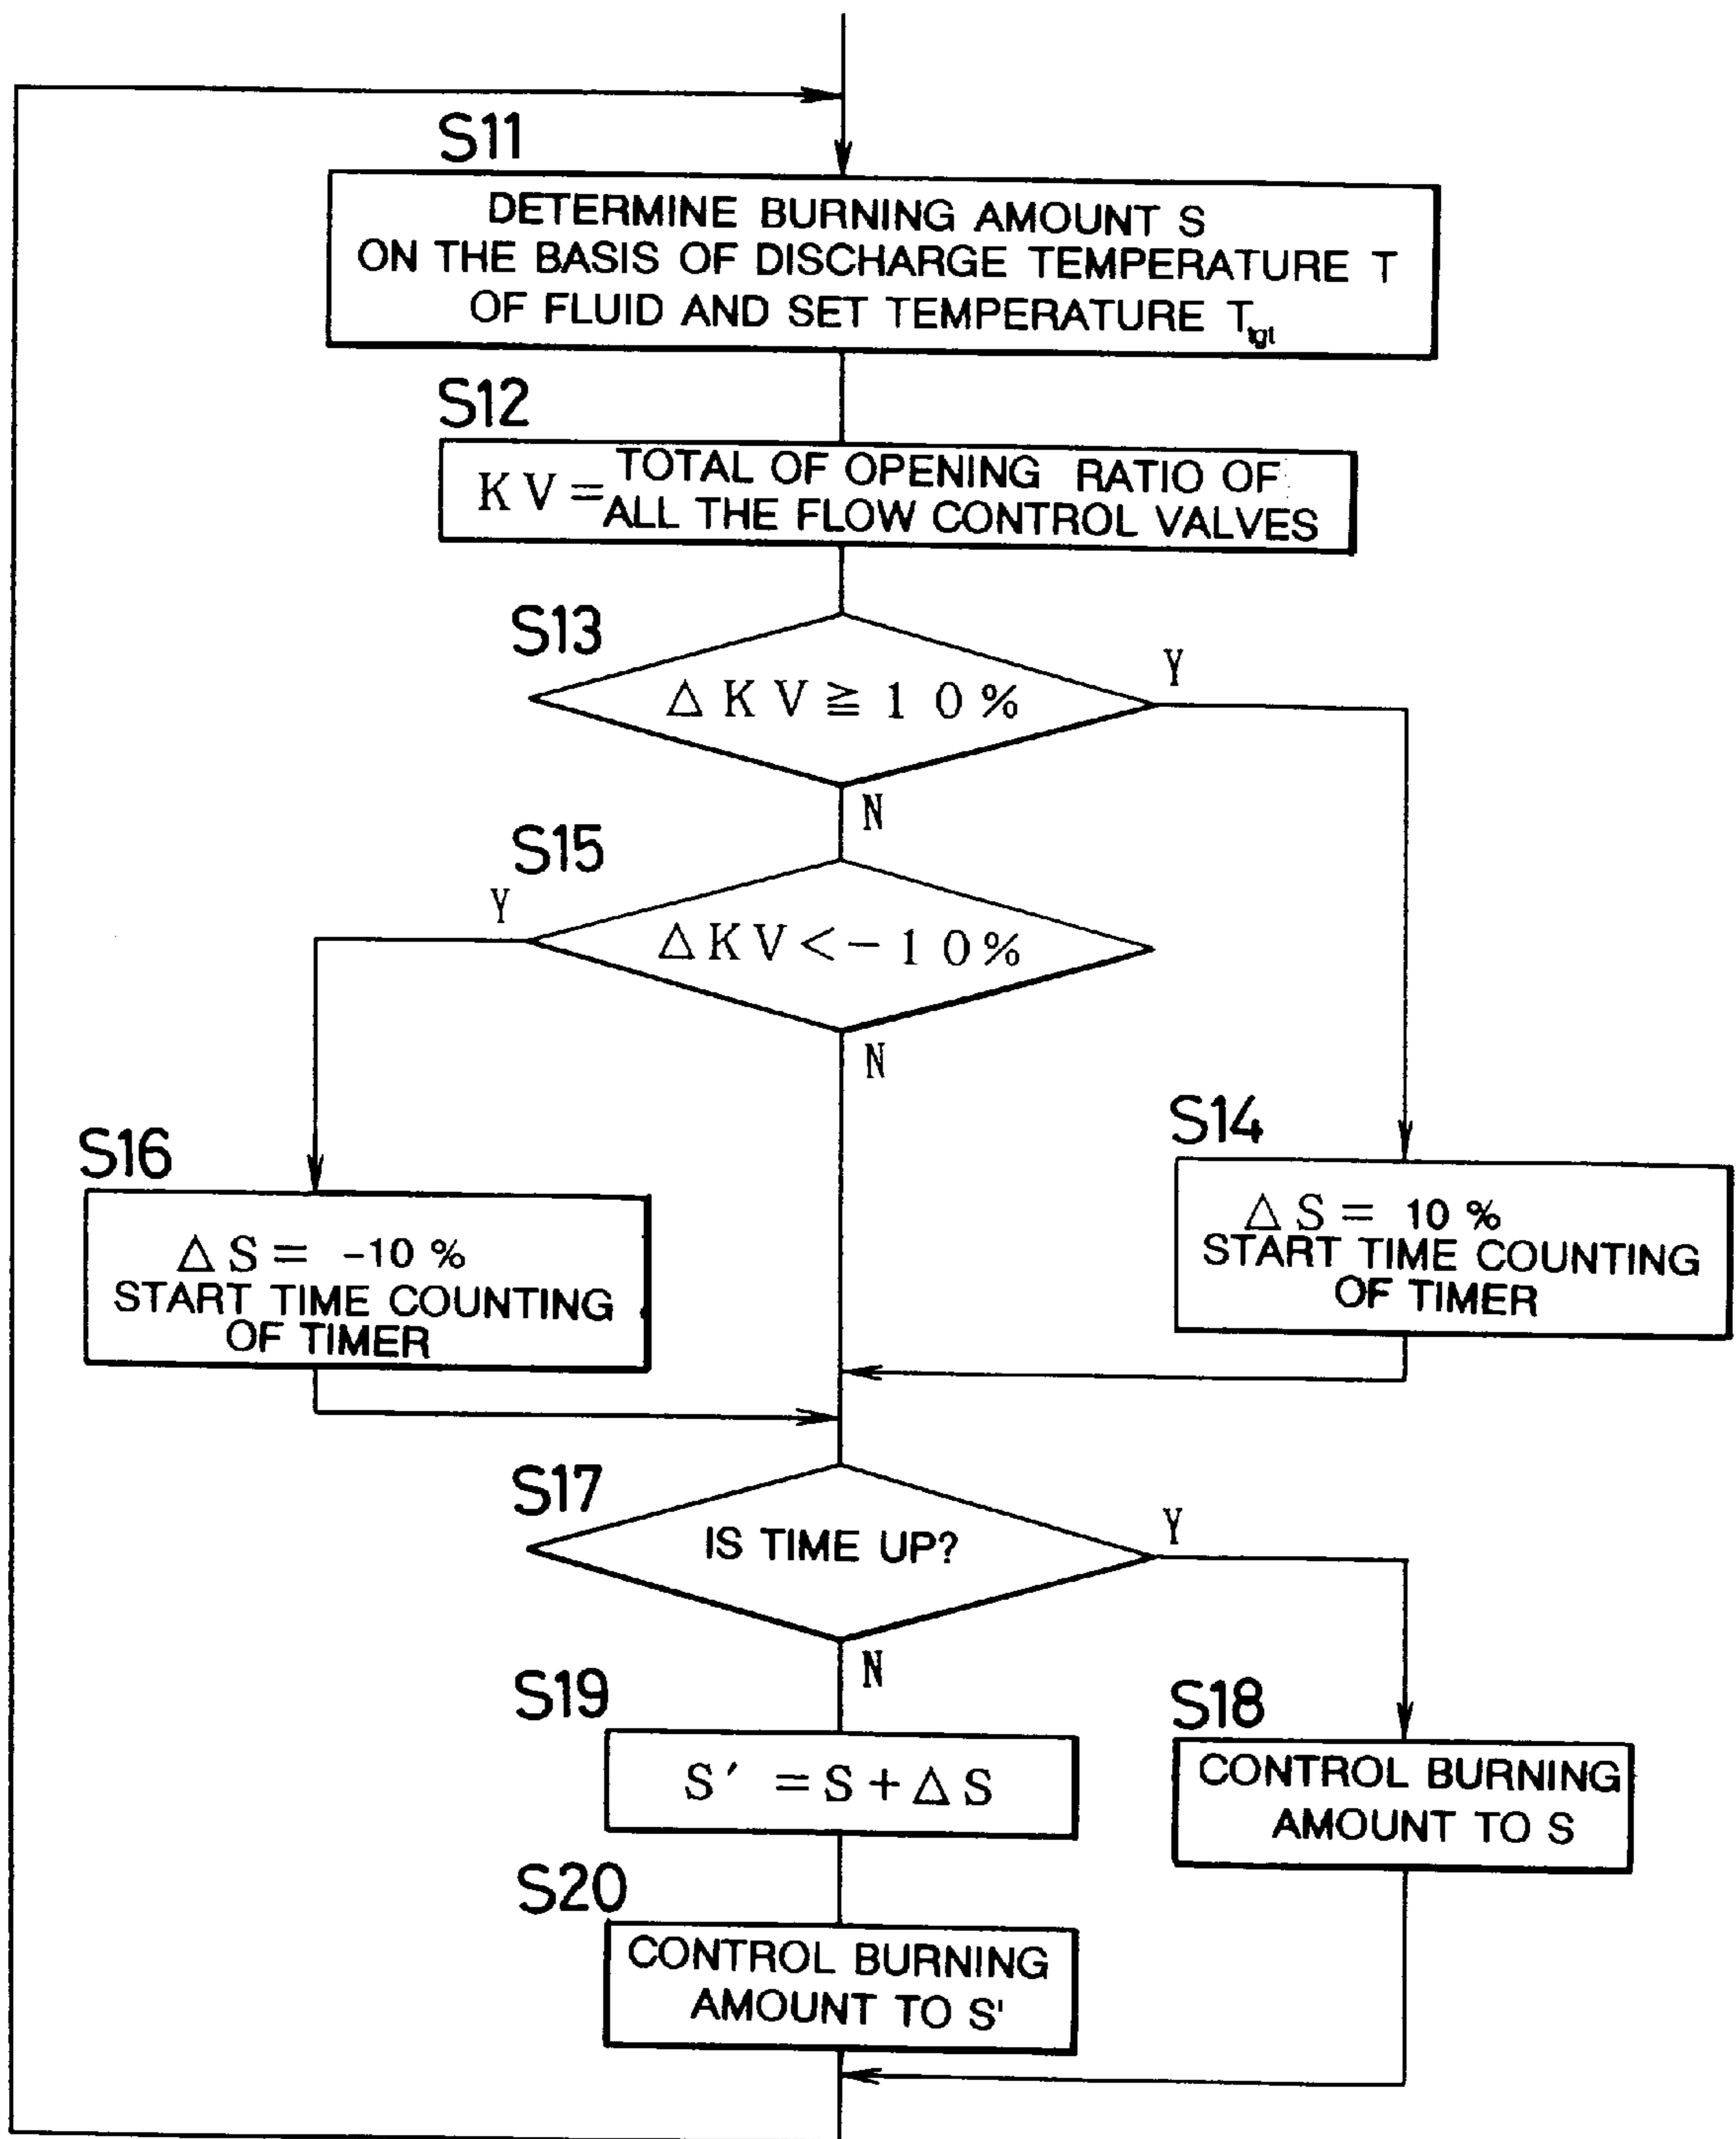 S11
DETERMINE BURNING AMOUNT S
ON THE BASIS OF DISCHARGE TEMPERATURE T
OF FLUID AND SET TEMPERATURE Ttgt
S12
KV= TOTAL OF OPENING RATIO OF
ALL THE FLOW CONTROL VALVES
S13
ΔKV≧10%
Y
N
S15
Y
ΔKV<-10%
N
S14
ΔS= 10 %
START TIME COUNTING
OF TIMER
S16
ΔS= -10 %
START TIME COUNTING
OF TIMER
S17
IS TIME UP?
Y
N
S19
S'=S+ΔS
S18
CONTROL BURNING
AMOUNT TO S
S20
CONTROL BURNING
AMOUNT TO S'